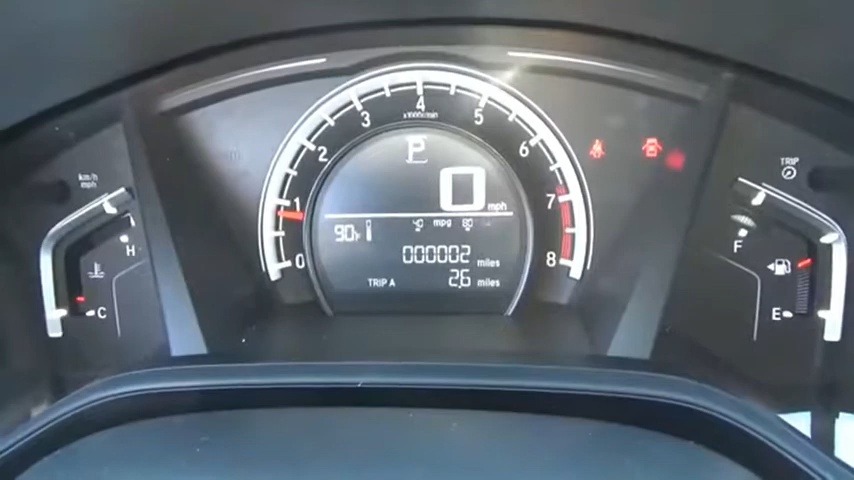 4
3 5
x1000r/min
2 6
P
km/h
mph
TRIP
0 mph
1 7
90°F 40 mpg 80
H F
000002 miles
0 8
TRIP A 2.6 miles
C E